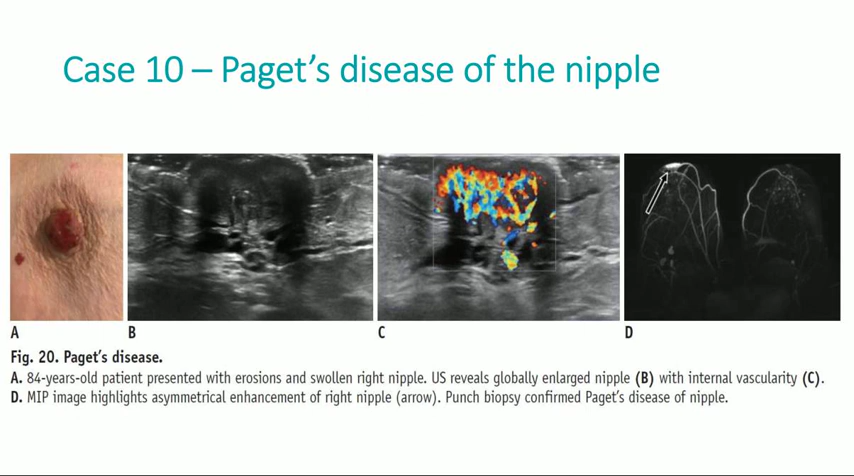 Case 10 – Paget’s disease of the nipple
A
B
C
D
Fig. 20. Paget’s disease.
A. 84-years-old patient presented with erosions and swollen right nipple. US reveals globally enlarged nipple (B) with internal vascularity (C).
D. MIP image highlights asymmetrical enhancement of right nipple (arrow). Punch biopsy confirmed Paget’s disease of nipple.